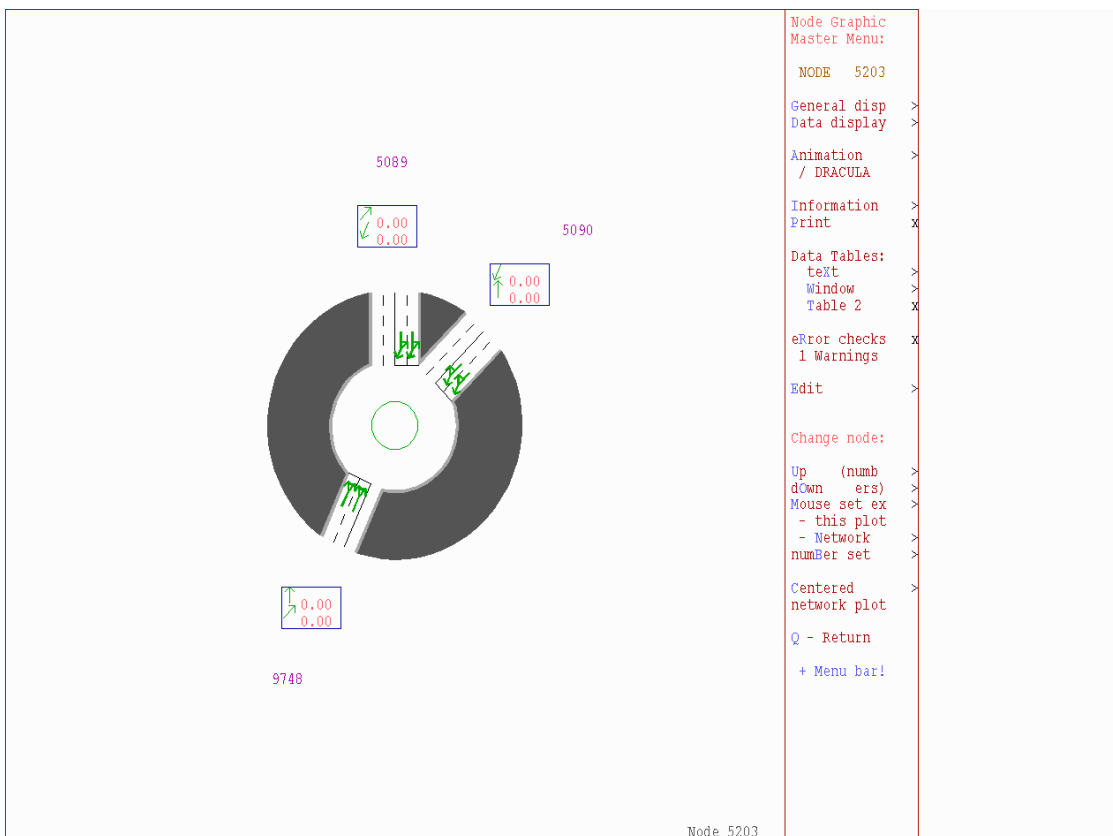 5089
0.00
0.00
5090
0.00
0.00
0.00
0.00
9748
Node 5203
Node Graphic
Master Menu:
NODE 5203
General disp >
Data display >
Animation >
/ DRACULA
Information >
Print x
Data Tables:
teXt >
Window >
Table 2 x
eRror checks x
1 Warnings
Edit >
Change node:
Up (numb >
dOwn ers) >
Mouse set ex >
- this plot
- Network >
numBer set >
Centered >
network plot
Q - Return
+ Menu bar!